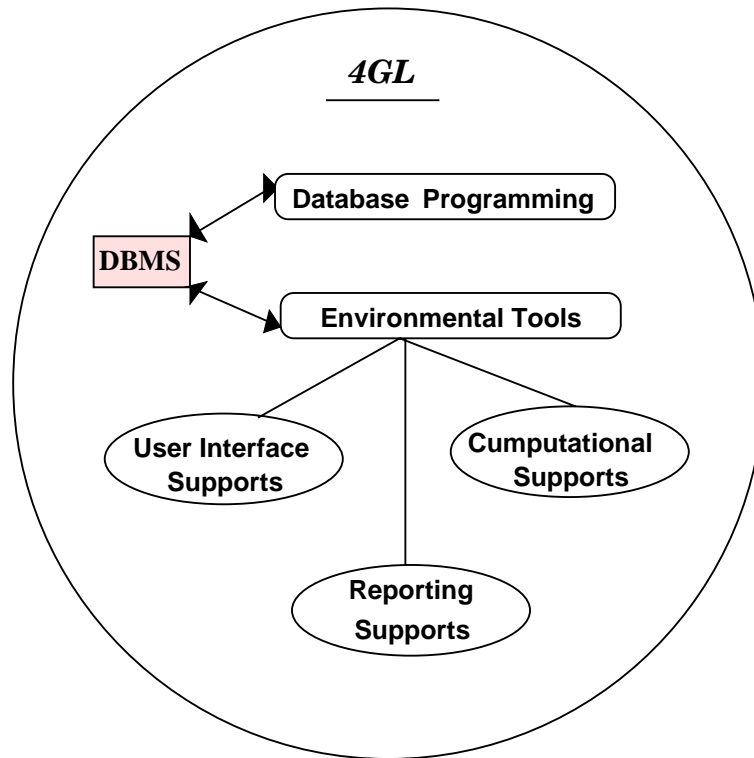 4GL
Database Programming
DBMS
Environmental Tools
User Interface
Supports
Cumputational
Supports
Reporting
Supports